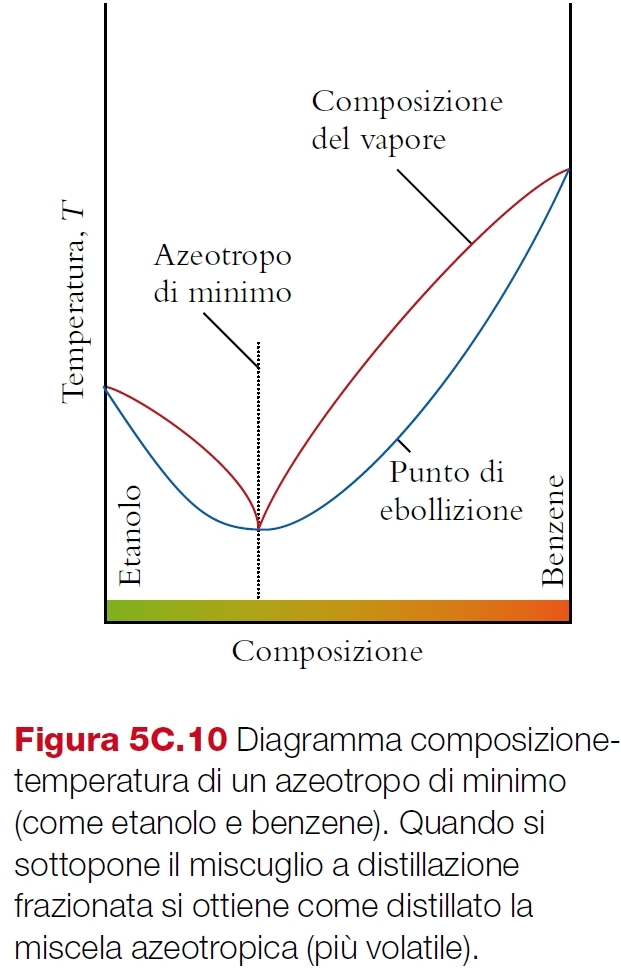 Composizione
del vapore
Azeotropo
di minimo
Temperatura, T
Punto di
ebollizione
Etanolo
Benzene
Composizione
Figura 5C.10 Diagramma composizione-
temperatura di un azeotropo di minimo
(come etanolo e benzene). Quando si
sottopone il miscuglio a distillazione
frazionata si ottiene come distillato la
miscela azeotropica (più volatile).